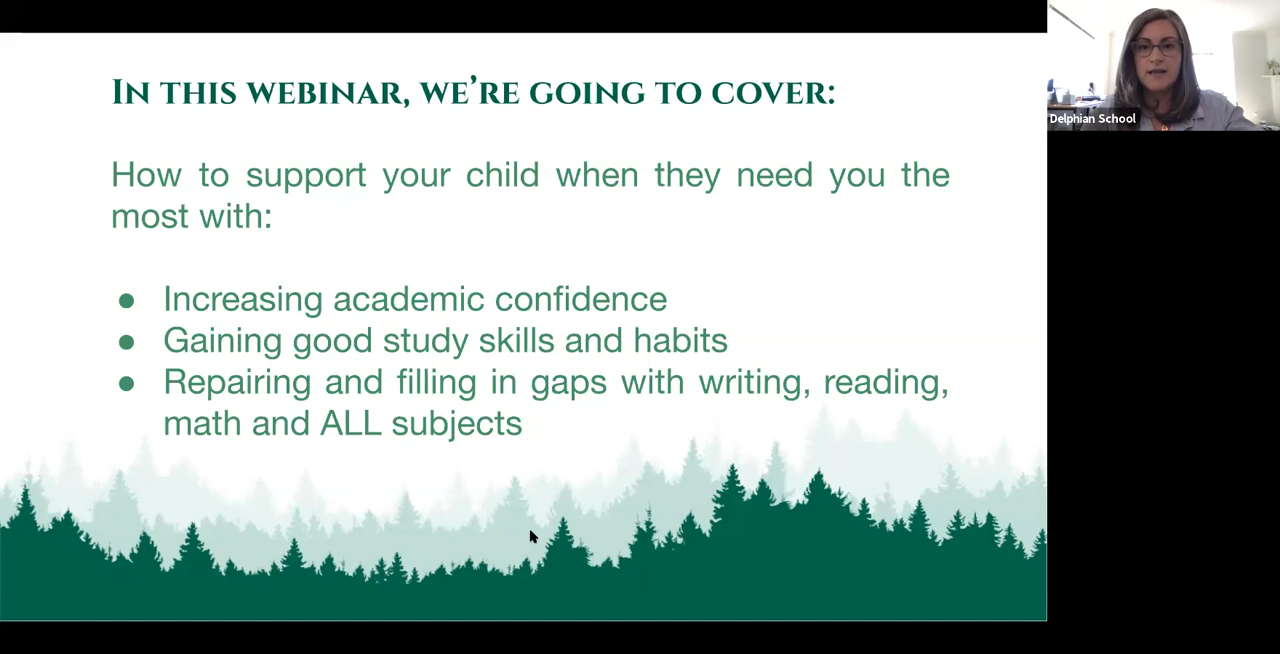 In this webinar, we're going to cover:
How to support your child when they need you the
most with:
● Increasing academic confidence
● Gaining good study skills and habits
● Repairing and filling in gaps with writing, reading,
math and ALL subjects
Delphian School